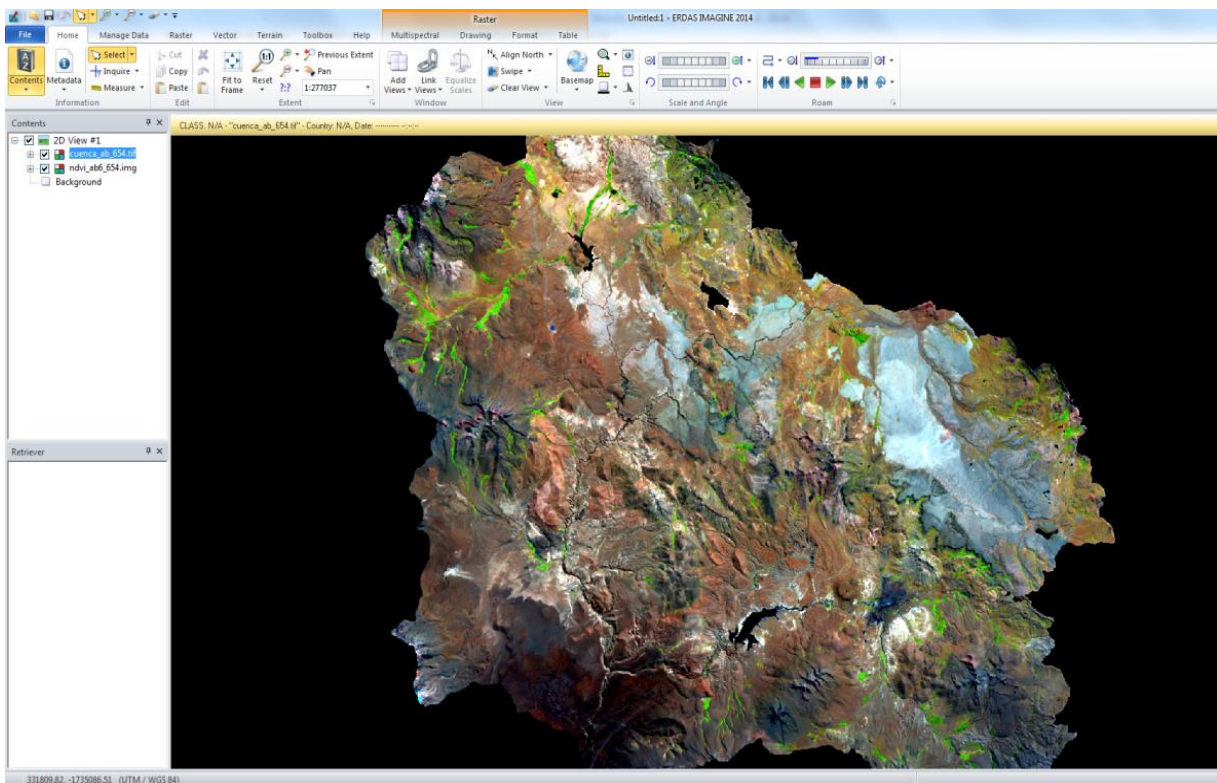 Raster
Untitled:1 - ERDAS IMAGINE 2014
File Home Manage Data Raster Vector Terrain Toolbox Help Multispectral Drawing Format Table
Contents Metadata
Select
Inquire
Measure
Information
Cut
Copy
Paste
Edit
Fit to Frame
1:1
Reset
Previous Extent
Pan
?:?
1:277037
Extent
Add Views
Link Views
Equalize Scales
Window
Align North
Swipe
Clear View
Basemap
View
Scale and Angle
Roam
Contents
CLASS. N/A - "cuenca_ab_654.tif" - Country: N/A, Date:
2D View #1
cuenca_ab_654.tif
ndvi_ab6_654.img
Background
Retriever
331809.82, -1735086.51 (UTM / WGS 84)